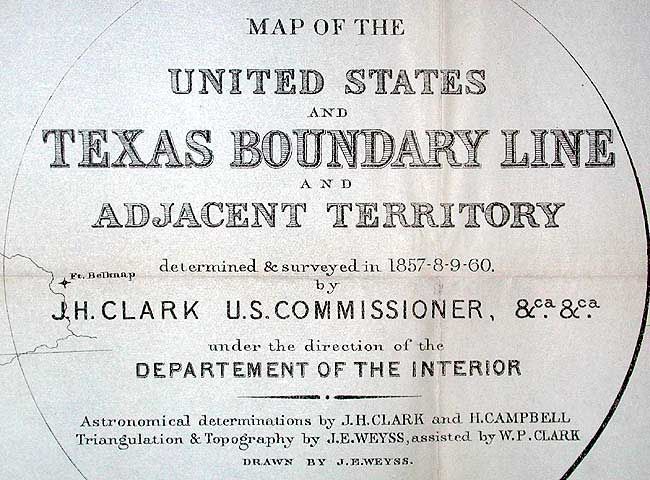 MAP OF THE
UNITED STATES
AND
TEXAS BOUNDARY LINE
AND
ADJACENT TERRITORY
determined & surveyed in 1857-8-9-60.
by
Ft. Belknap
J.H. CLARK U.S. COMMISSIONER, &ca. &ca.
under the direction of the
DEPARTEMENT OF THE INTERIOR
Astronomical determinations by J.H. CLARK and H. CAMPBELL
Triangulation & Topography by J.E. WEYSS, assisted by W.P. CLARK
DRAWN BY J.E. WEYSS.